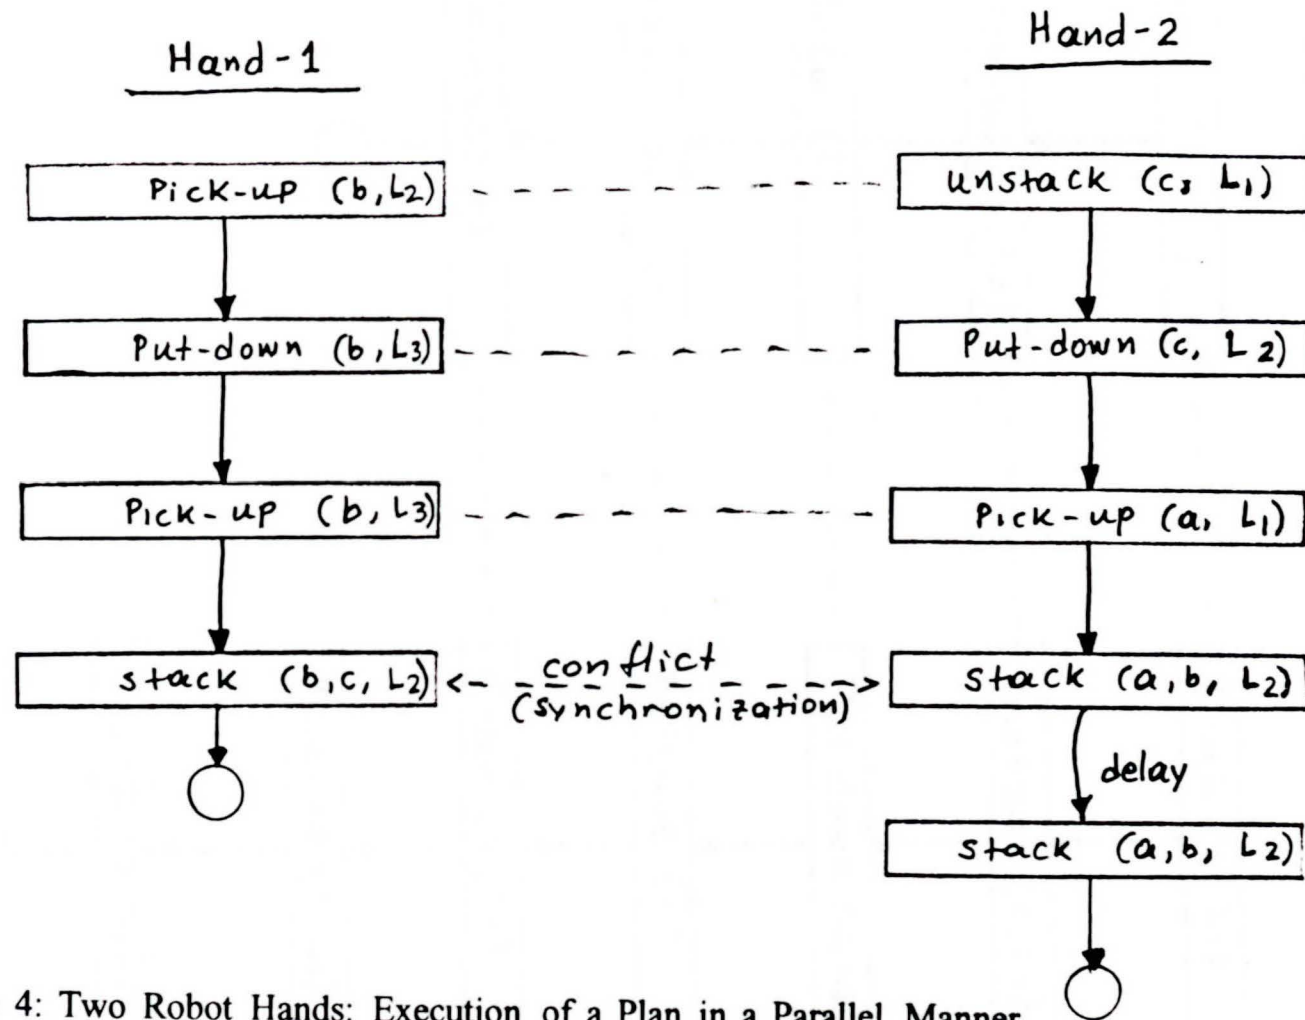 Hand-1
Hand-2
Pick-up (b, L2)
unstack (c, L1)
Put-down (b, L3)
Put-down (c, L2)
Pick-up (b, L3)
Pick-up (a, L1)
stack (b,c, L2)
conflict
(synchronization)
stack (a,b, L2)
delay
stack (a,b, L2)
4: Two Robot Hands: Execution of a Plan in a Parallel Manner